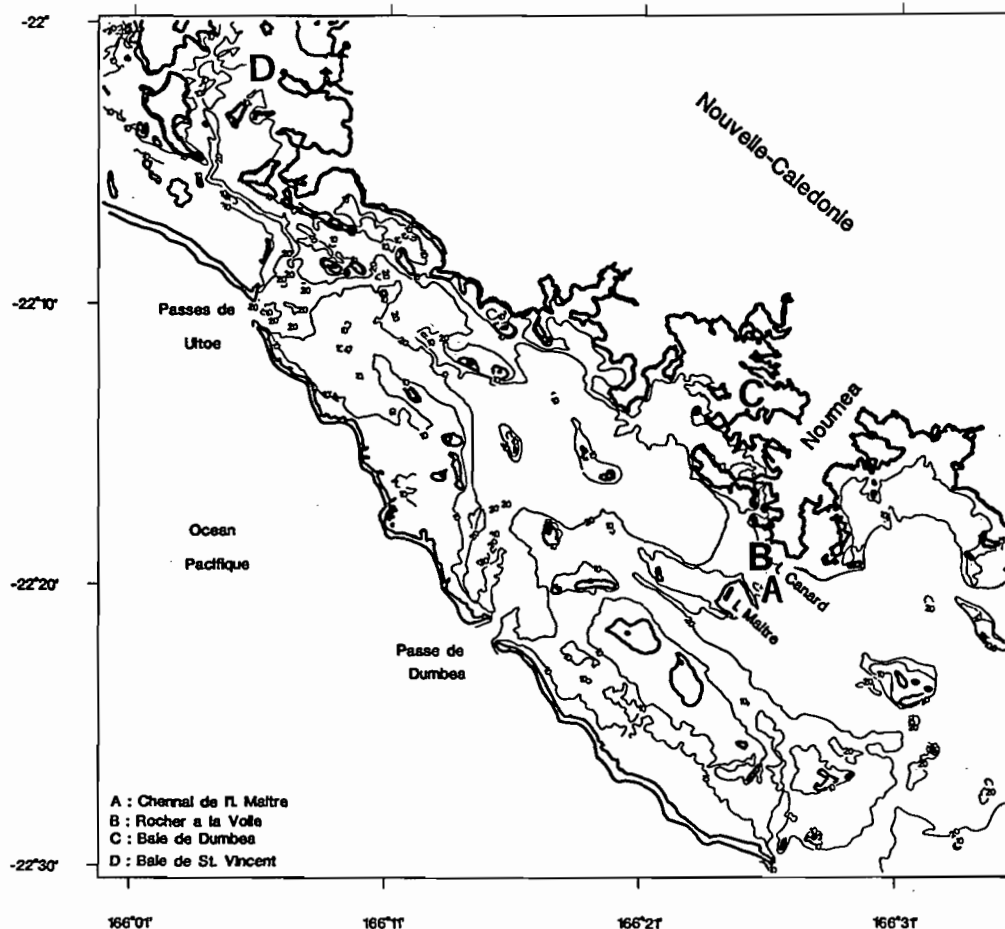 -22°
D
Nouvelle-Caledonie
-22°10'
Passes de
Uitoe
C
Noumea
Ocean
Pacifique
B
-22°20'
A
Canard
I. Maitre
Passe de
Dumbea
A : Chennal de l'I. Maitre
B : Rocher a la Voile
C : Baie de Dumbea
D : Baie de St. Vincent
-22°30'
166°01'
166°11'
166°21'
166°31'